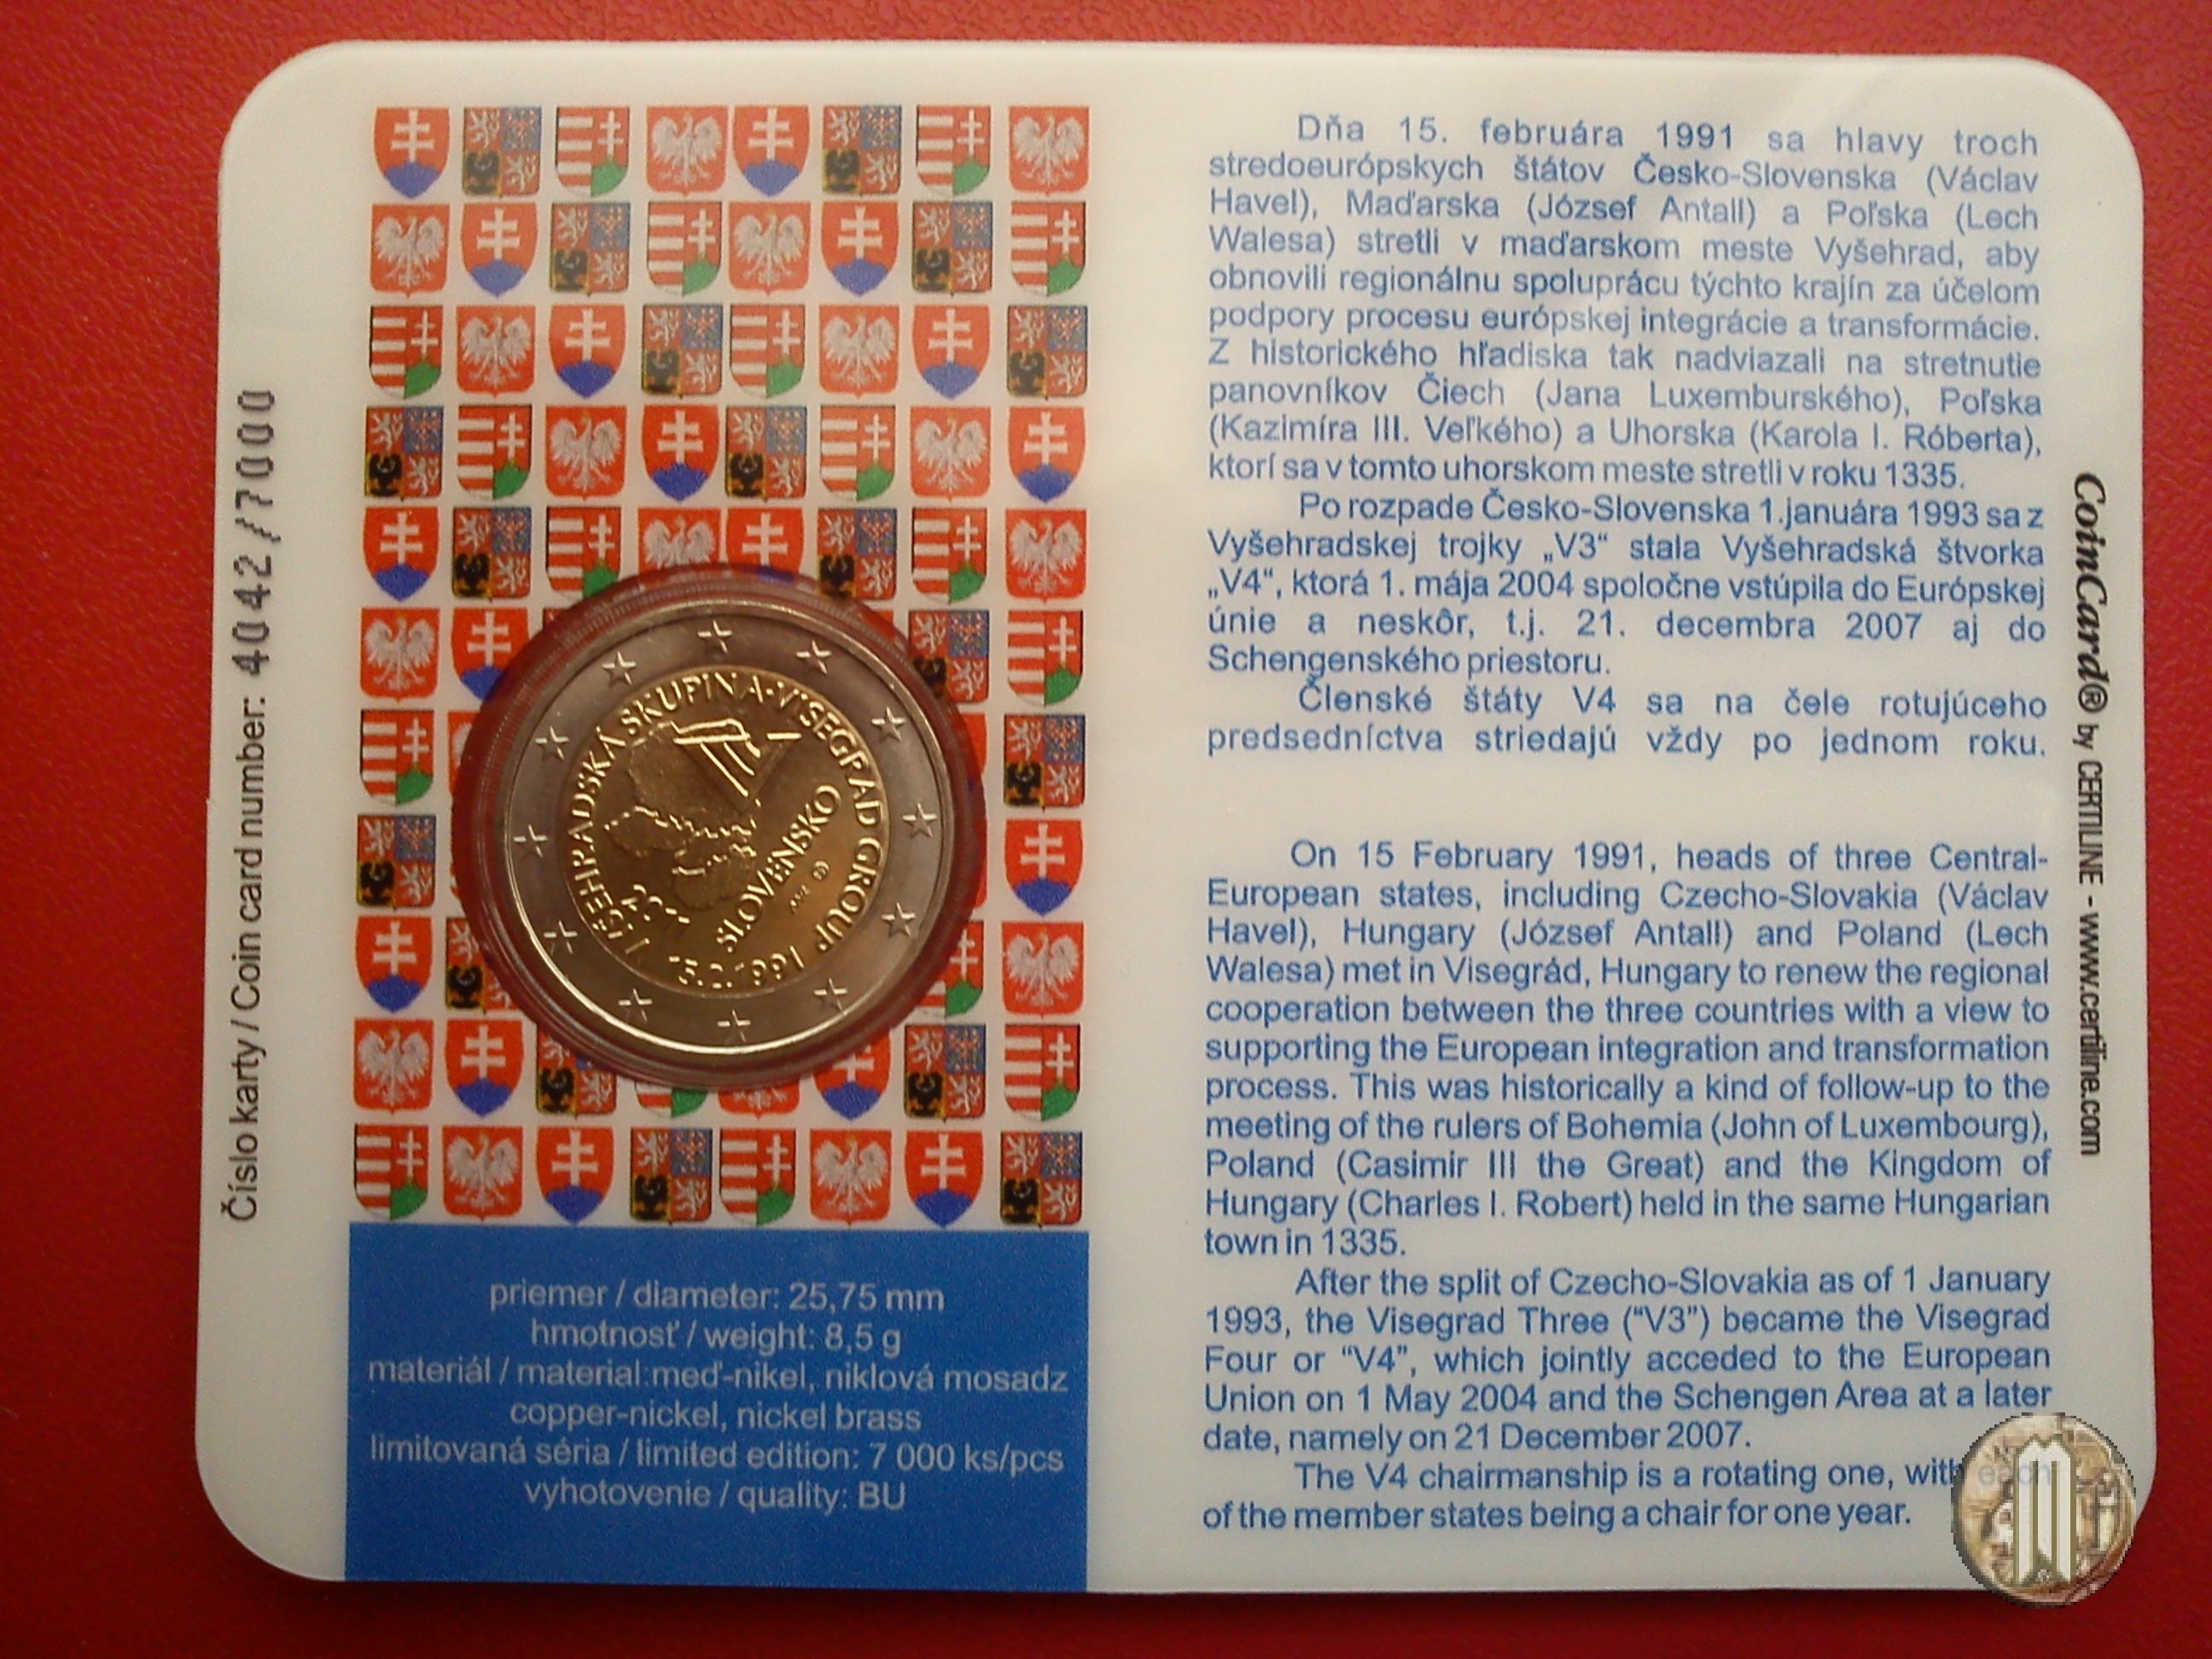 Číslo karty / Coin card number: 4042/7000
VYŠEHRADSKÁ SKUPINA·VISEGRAD GROUP
2011
SLOVENSKO
15.2.1991
priemer / diameter: 25,75 mm
hmotnosť / weight: 8,5 g
materiál / material:meď-nikel, niklová mosadz
copper-nickel, nickel brass
limitovaná séria / limited edition: 7 000 ks/pcs
vyhotovenie / quality: BU
Dňa 15. februára 1991 sa hlavy troch
stredoeurópskych štátov Česko-Slovenska (Václav
Havel), Maďarska (József Antall) a Poľska (Lech
Walesa) stretli v maďarskom meste Vyšehrad, aby
obnovili regionálnu spoluprácu týchto krajín za účelom
podpory procesu európskej integrácie a transformácie.
Z historického hľadiska tak nadviazali na stretnutie
panovníkov Čiech (Jana Luxemburského), Poľska
(Kazimíra III. Veľkého) a Uhorska (Karola I. Róberta),
ktorí sa v tomto uhorskom meste stretli v roku 1335.
Po rozpade Česko-Slovenska 1.januára 1993 sa z
Vyšehradskej trojky „V3“ stala Vyšehradská štvorka
„V4“, ktorá 1. mája 2004 spoločne vstúpila do Európskej
únie a neskôr, t.j. 21. decembra 2007 aj do
Schengenského priestoru.
Členské štáty V4 sa na čele rotujúceho
predsedníctva striedajú vždy po jednom roku.
On 15 February 1991, heads of three Central-
European states, including Czecho-Slovakia (Václav
Havel), Hungary (József Antall) and Poland (Lech
Walesa) met in Visegrád, Hungary to renew the regional
cooperation between the three countries with a view to
supporting the European integration and transformation
process. This was historically a kind of follow-up to the
meeting of the rulers of Bohemia (John of Luxembourg),
Poland (Casimir III the Great) and the Kingdom of
Hungary (Charles I. Robert) held in the same Hungarian
town in 1335.
After the split of Czecho-Slovakia as of 1 January
1993, the Visegrad Three (“V3”) became the Visegrad
Four or “V4”, which jointly acceded to the European
Union on 1 May 2004 and the Schengen Area at a later
date, namely on 21 December 2007.
The V4 chairmanship is a rotating one, with each
of the member states being a chair for one year.
CoinCard® by CERTILINE - www.certiline.com